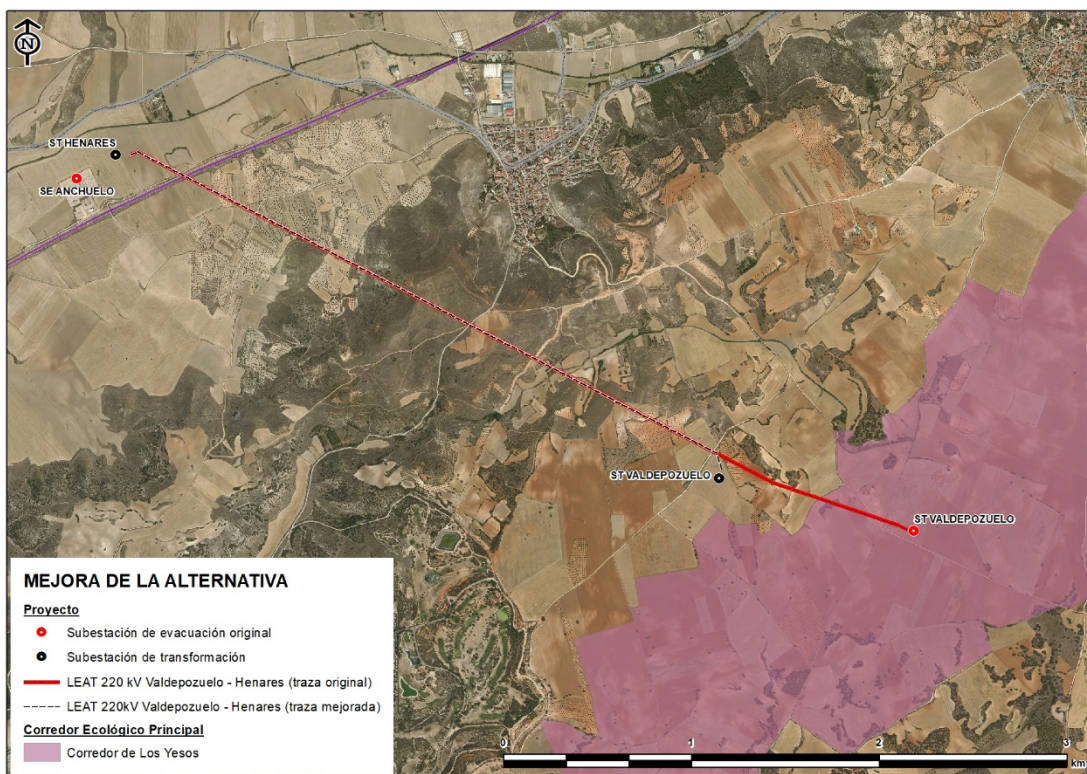 N
ST HENARES
SE ANCHUELO
ST VALDEPOZUELO
ST VALDEPOZUELO
MEJORA DE LA ALTERNATIVA
Proyecto
Subestación de evacuación original
Subestación de transformación
LEAT 220 kV Valdepozuelo - Henares (traza original)
LEAT 220kV Valdepozuelo - Henares (traza mejorada)
Corredor Ecológico Principal
Corredor de Los Yesos
0 1 2 3
km